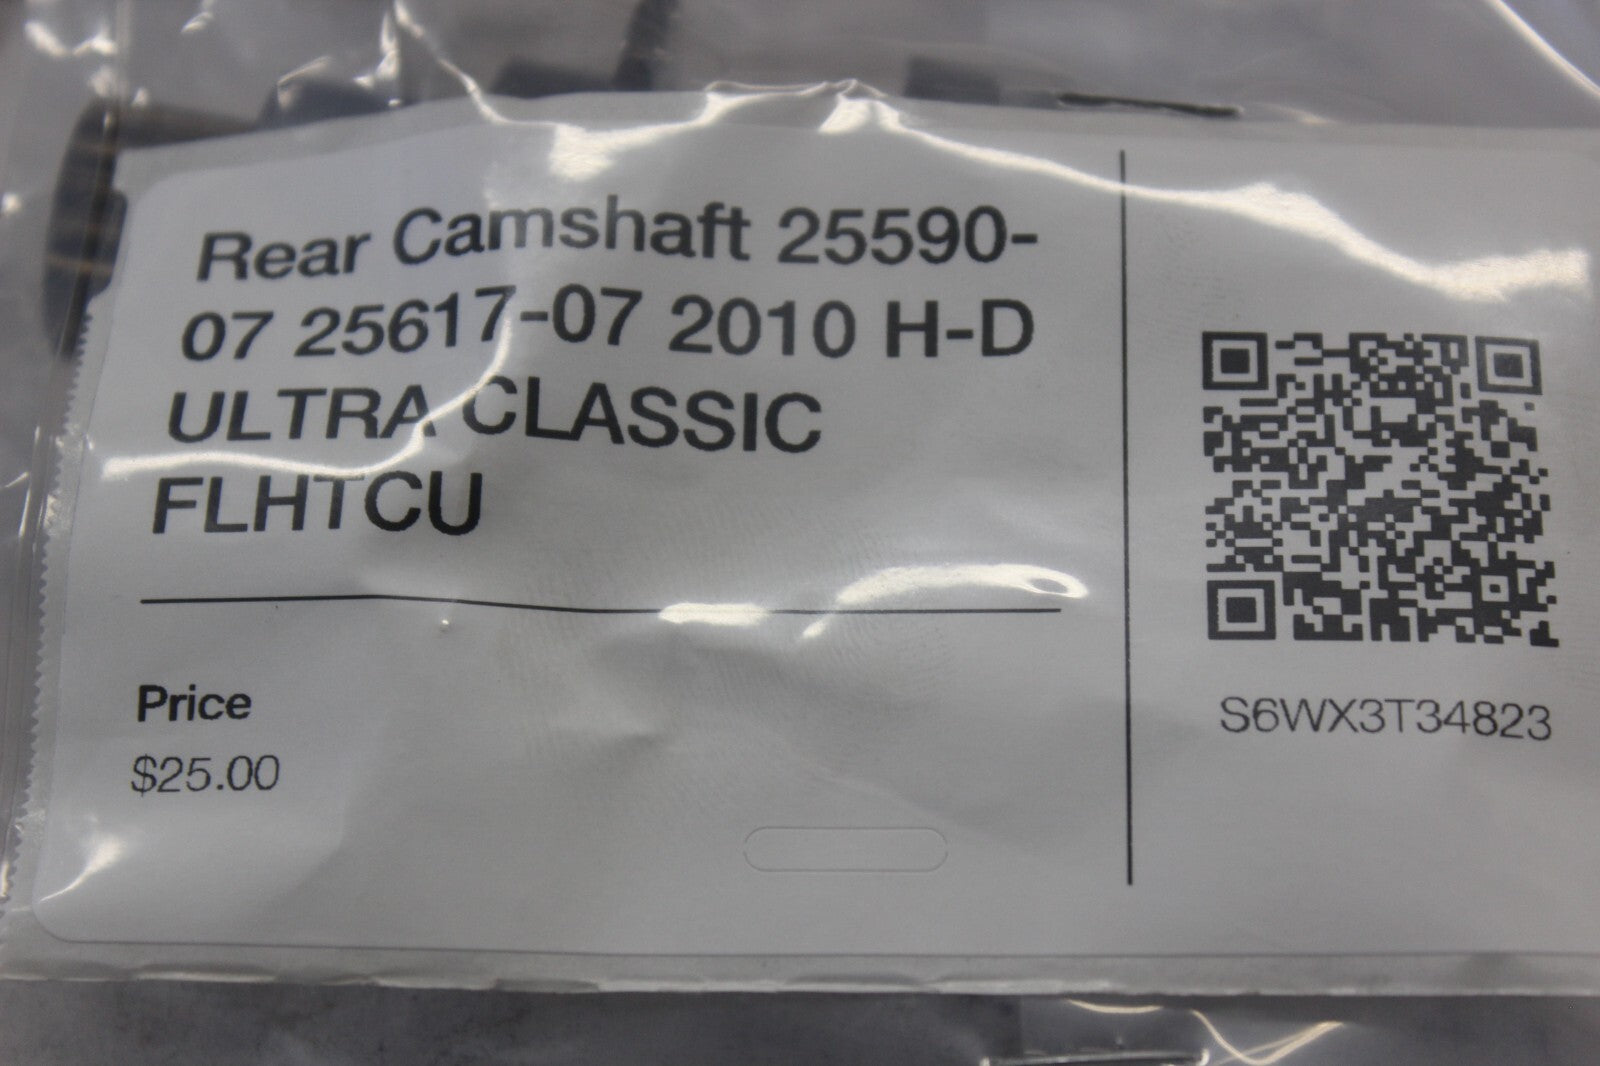 Rear Camshaft 25590-
07 25617-07 2010 H-D
ULTRA CLASSIC
FLHTCU
Price
$25.00
S6WX3T34823